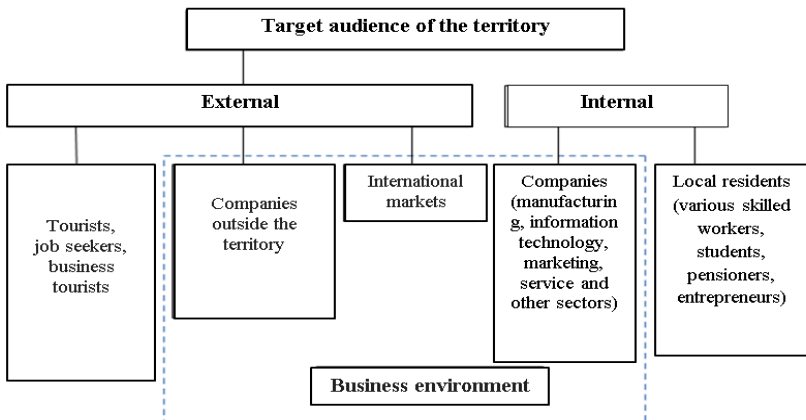 Target audience of the territory
External
Internal
Tourists,
job seekers,
business
tourists
Companies
outside the
territory
International
markets
Companies
(manufacturin
g, information
technology,
marketing,
service and
other sectors)
Local residents
(various skilled
workers,
students,
pensioners,
entrepreneurs)
Business environment